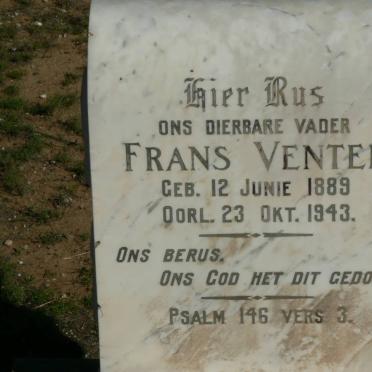 Hier Rus
ONS DIERBARE VADER
FRANS VENTE
GEB. 12 JUNIE 1889
OORL. 23 OKT. 1943.
ONS BERUS.
ONS GOD HET DIT GEDO
PSALM 146 VERS 3.